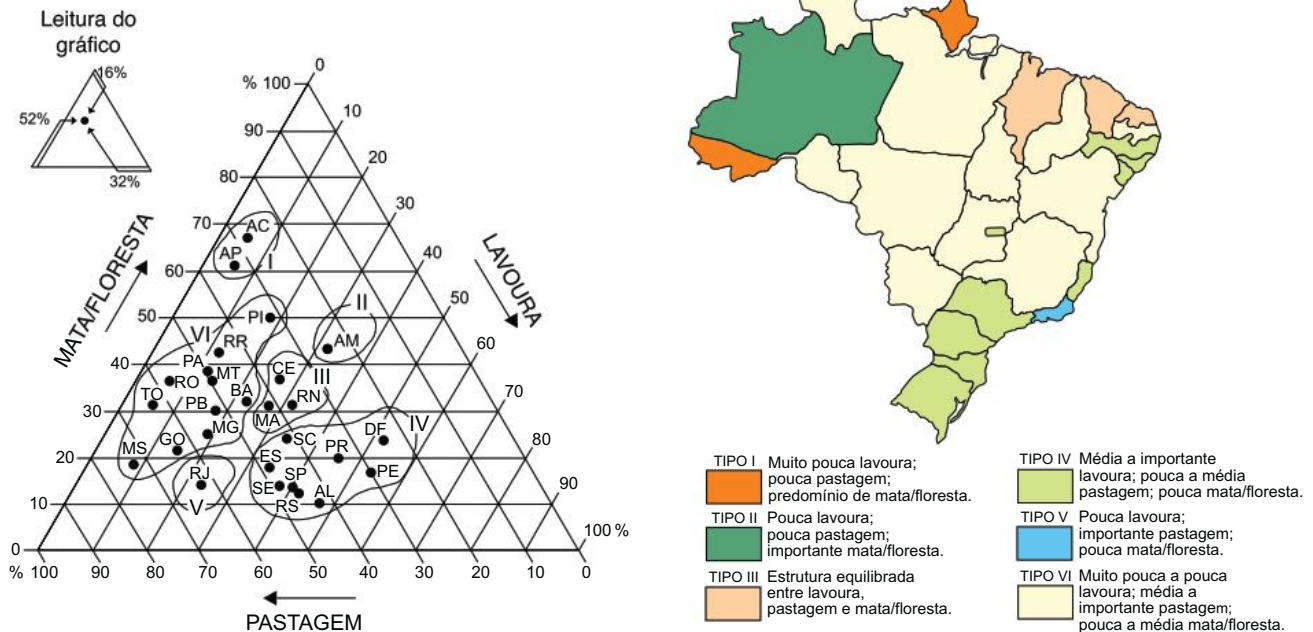 Leitura do
gráfico
16%
52%
32%
MATA/FLORESTA
LAVOURA
PASTAGEM
% 100
90
80
70
60
50
40
30
20
10
0
0
10
20
30
40
50
60
70
80
90
100 %
% 100
90
80
70
60
50
40
30
20
10
0
AC
AP
I
PI
II
AM
VI
RR
PA
MT
RO
TO
BA
PB
MG
CE
III
RN
MA
MS
GO
RJ
V
IV
DF
SC
PR
PE
ES
SP
SE
RS
AL
TIPO I Muito pouca lavoura;
pouca pastagem;
predomínio de mata/floresta.
TIPO II Pouca lavoura;
pouca pastagem;
importante mata/floresta.
TIPO III Estrutura equilibrada
entre lavoura,
pastagem e mata/floresta.
TIPO IV Média a importante
lavoura; pouca a média
pastagem; pouca mata/floresta.
TIPO V Pouca lavoura;
importante pastagem;
pouca mata/floresta.
TIPO VI Muito pouca a pouca
lavoura; média a
importante pastagem;
pouca a média mata/floresta.